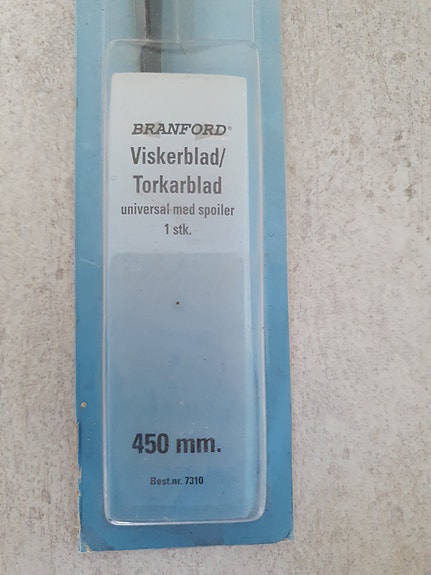 BRANFORD®
Viskerblad/
Torkarblad
universal med spoiler
1 stk.
450 mm.
Best.nr. 7310